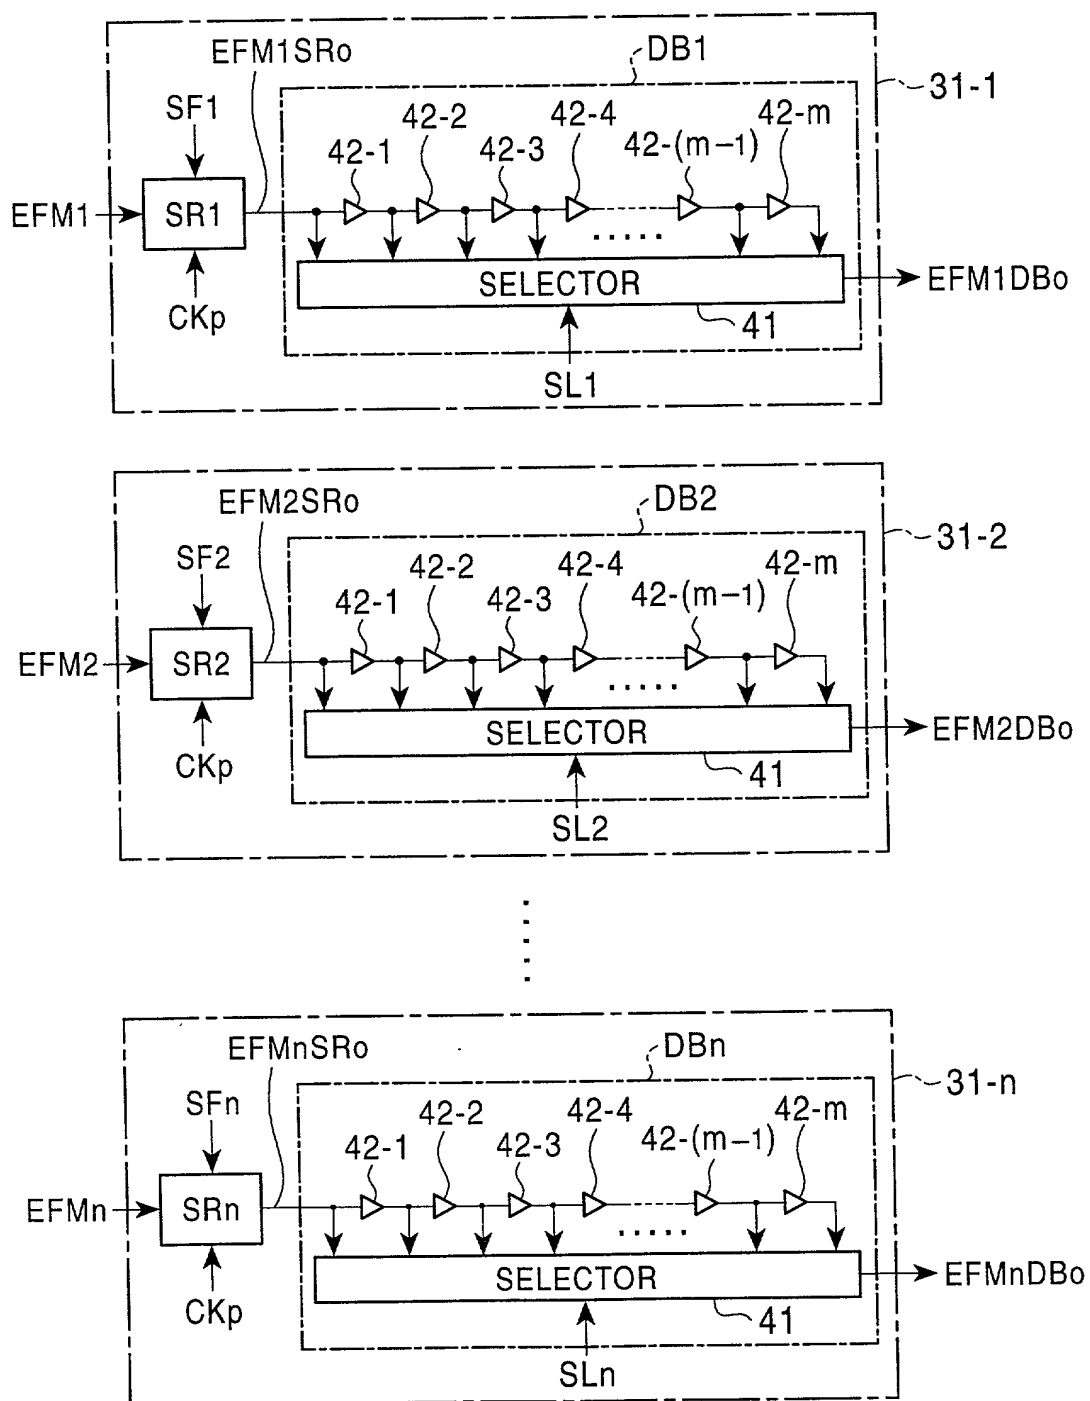 EFM1SRo
DB1
31-1
SF1
42-1
42-2
42-3
42-4
42-(m-1)
42-m
EFM1
SR1
SELECTOR
EFM1DBo
CKp
41
SL1
EFM2SRo
DB2
31-2
SF2
42-1
42-2
42-3
42-4
42-(m-1)
42-m
EFM2
SR2
SELECTOR
EFM2DBo
CKp
41
SL2
EFMnSRo
DBn
31-n
SFn
42-1
42-2
42-3
42-4
42-(m-1)
42-m
EFMn
SRn
SELECTOR
EFMnDBo
CKp
41
SLn